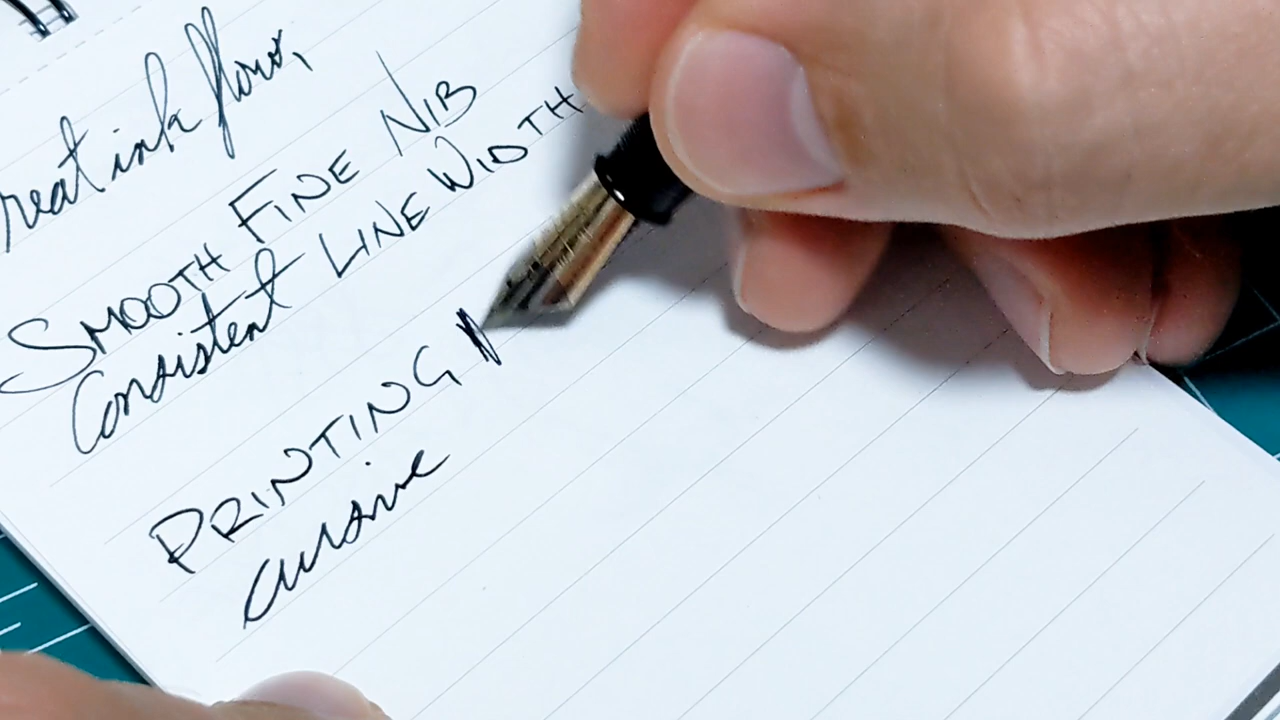 reat ink flow,
SMOOTH FINE NIB
Consistent LINE WIDTH
PRINTING
cursive